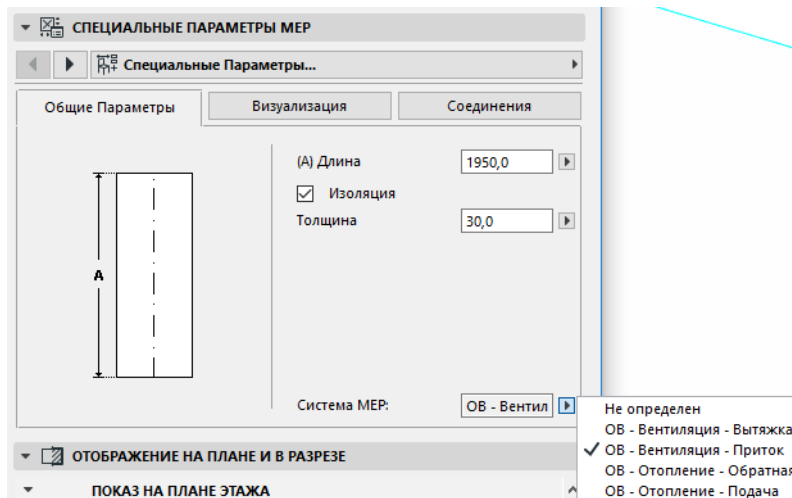 СПЕЦИАЛЬНЫЕ ПАРАМЕТРЫ МЕР
Специальные Параметры...
Общие Параметры
Визуализация
Соединения
(А) Длина
1950,0
Изоляция
Толщина
30,0
A
Система МЕР:
ОВ - Вентил
Не определен
ОВ - Вентиляция - Вытяжка
ОВ - Вентиляция - Приток
ОВ - Отопление - Обратная
ОВ - Отопление - Подача
ОТОБРАЖЕНИЕ НА ПЛАНЕ И В РАЗРЕЗЕ
ПОКАЗ НА ПЛАНЕ ЭТАЖА